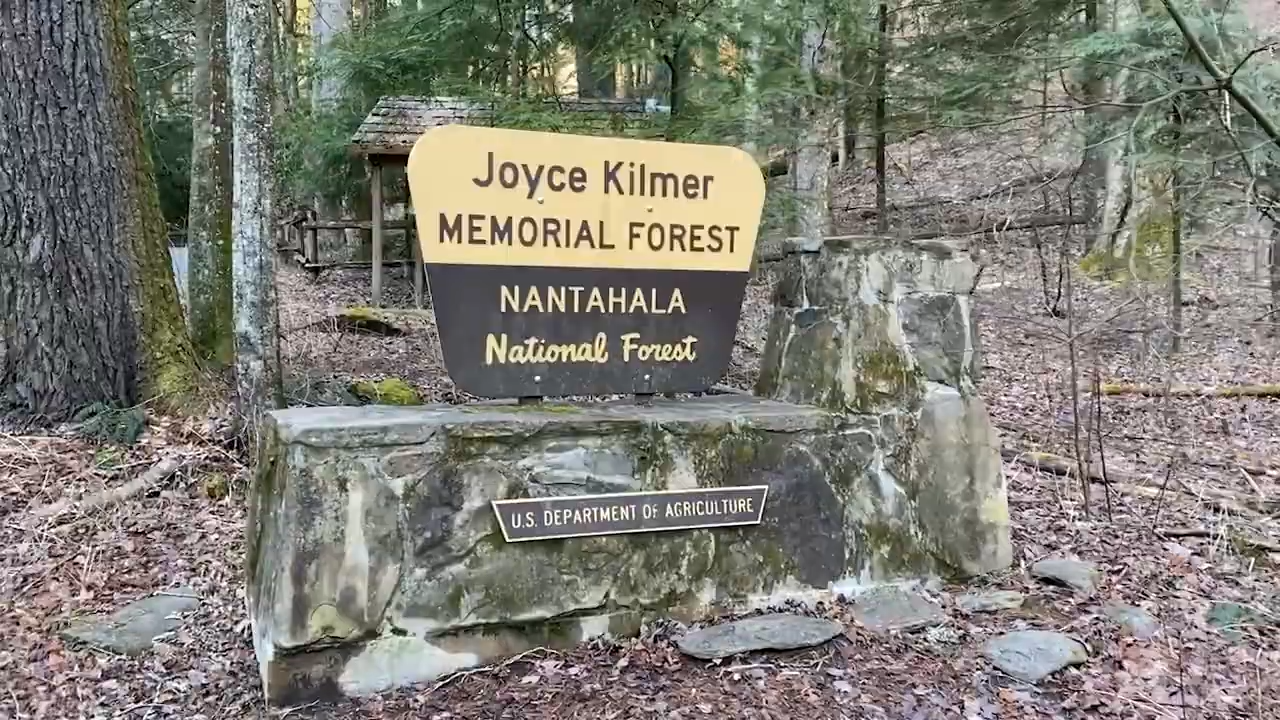 Joyce Kilmer
MEMORIAL FOREST
NANTAHALA
National Forest
U.S. DEPARTMENT OF AGRICULTURE